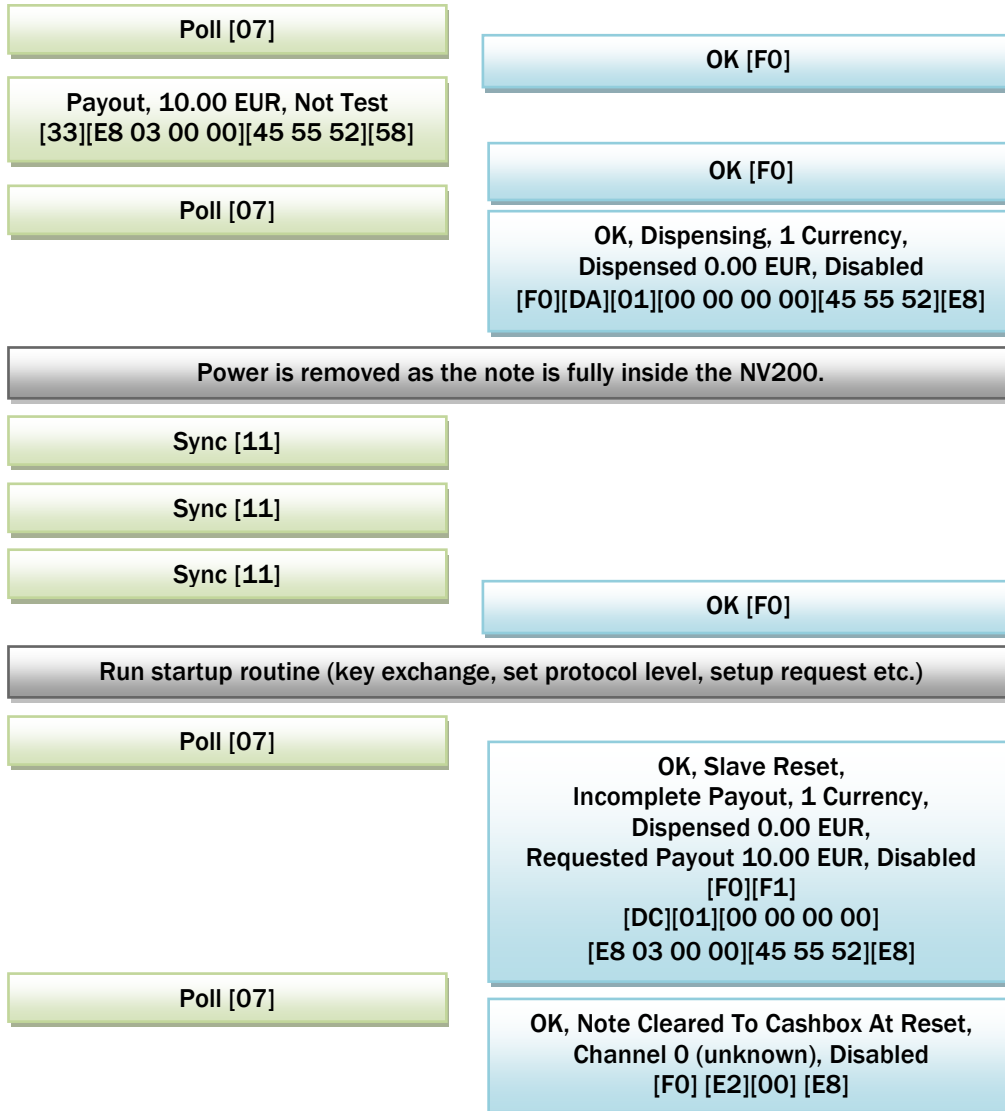 Poll [07]
OK [F0]
Payout, 10.00 EUR, Not Test
[33][E8 03 00 00][45 55 52][58]
OK [F0]
Poll [07]
OK, Dispensing, 1 Currency,
Dispensed 0.00 EUR, Disabled
[F0][DA][01][00 00 00 00][45 55 52][E8]
Power is removed as the note is fully inside the NV200.
Sync [11]
Sync [11]
Sync [11]
OK [F0]
Run startup routine (key exchange, set protocol level, setup request etc.)
Poll [07]
OK, Slave Reset,
Incomplete Payout, 1 Currency,
Dispensed 0.00 EUR,
Requested Payout 10.00 EUR, Disabled
[F0][F1]
[DC][01][00 00 00 00]
[E8 03 00 00][45 55 52][E8]
Poll [07]
OK, Note Cleared To Cashbox At Reset,
Channel 0 (unknown), Disabled
[F0] [E2][00] [E8]